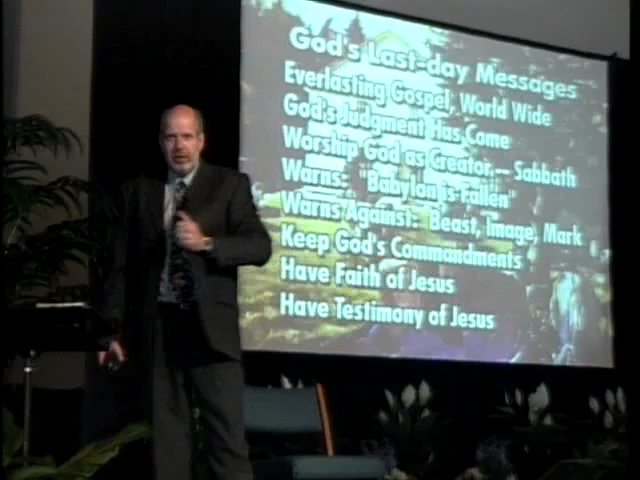 God's Last-day Messages
Everlasting Gospel, World Wide
God's Judgment Has Come
Worship God as Creator — Sabbath
Warns: "Babylon is Fallen"
Warns Against: Beast, Image, Mark
Keep God's Commandments
Have Faith of Jesus
Have Testimony of Jesus